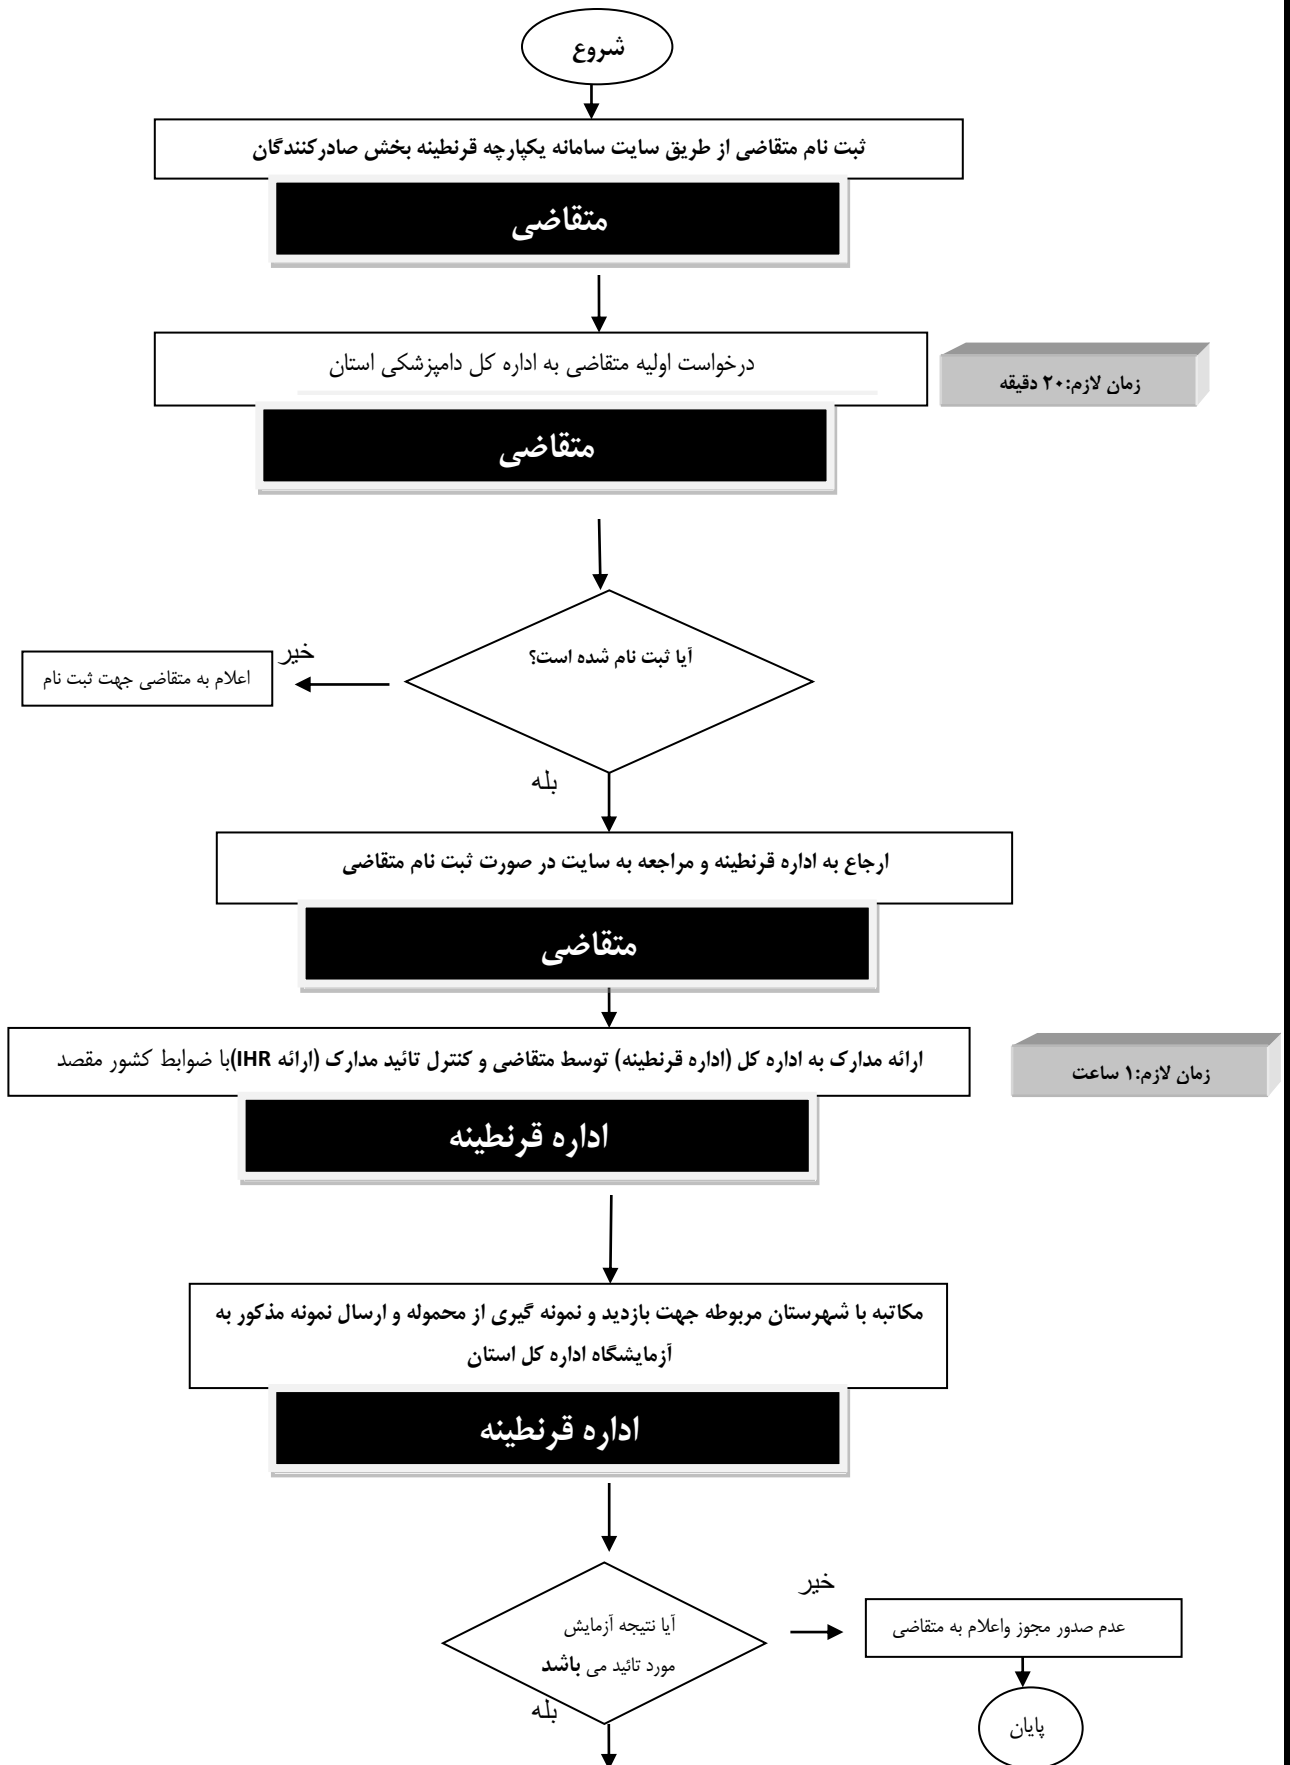 شروع
ثبت نام متقاضی از طریق سایت سامانه یکپارچه قرنطینه بخش صادرکنندگان
متقاضی
درخواست اولیه متقاضی به اداره کل دامپزشکی استان
زمان لازم:۲۰ دقیقه
متقاضی
آیا ثبت نام شده است؟
خیر
اعلام به متقاضی جهت ثبت نام
بله
ارجاع به اداره قرنطینه و مراجعه به سایت در صورت ثبت نام متقاضی
متقاضی
ارائه مدارک به اداره کل (اداره قرنطینه) توسط متقاضی و کنترل تائید مدارک (ارائه IHR)با ضوابط کشور مقصد
زمان لازم:۱ ساعت
اداره قرنطینه
مکاتبه با شهرستان مربوطه جهت بازدید و نمونه گیری از محموله و ارسال نمونه مذکور به
آزمایشگاه اداره کل استان
اداره قرنطینه
آیا نتیجه آزمایش
مورد تائید می باشد
خیر
عدم صدور مجوز واعلام به متقاضی
بله
پایان